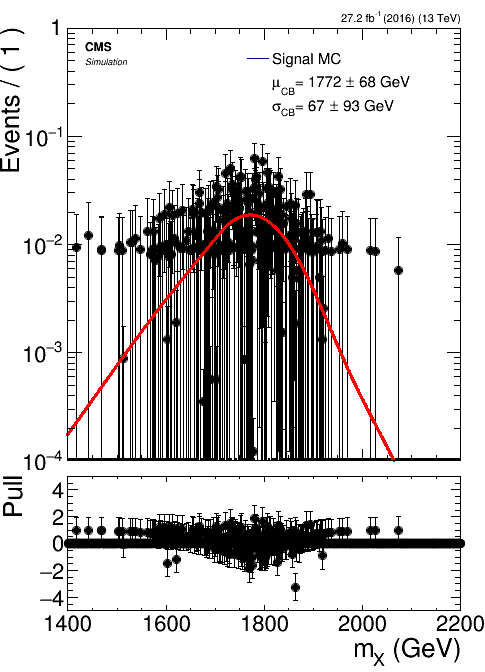 27.2 fb⁻¹ (2016) (13 TeV)
CMS
Simulation
Signal MC
μCB= 1772 ± 68 GeV
σCB= 67 ± 93 GeV
Events / ( 1 )
1
10⁻¹
10⁻²
10⁻³
10⁻⁴
Pull
4
2
0
−2
−4
1400 1600 1800 2000 2200
mX (GeV)